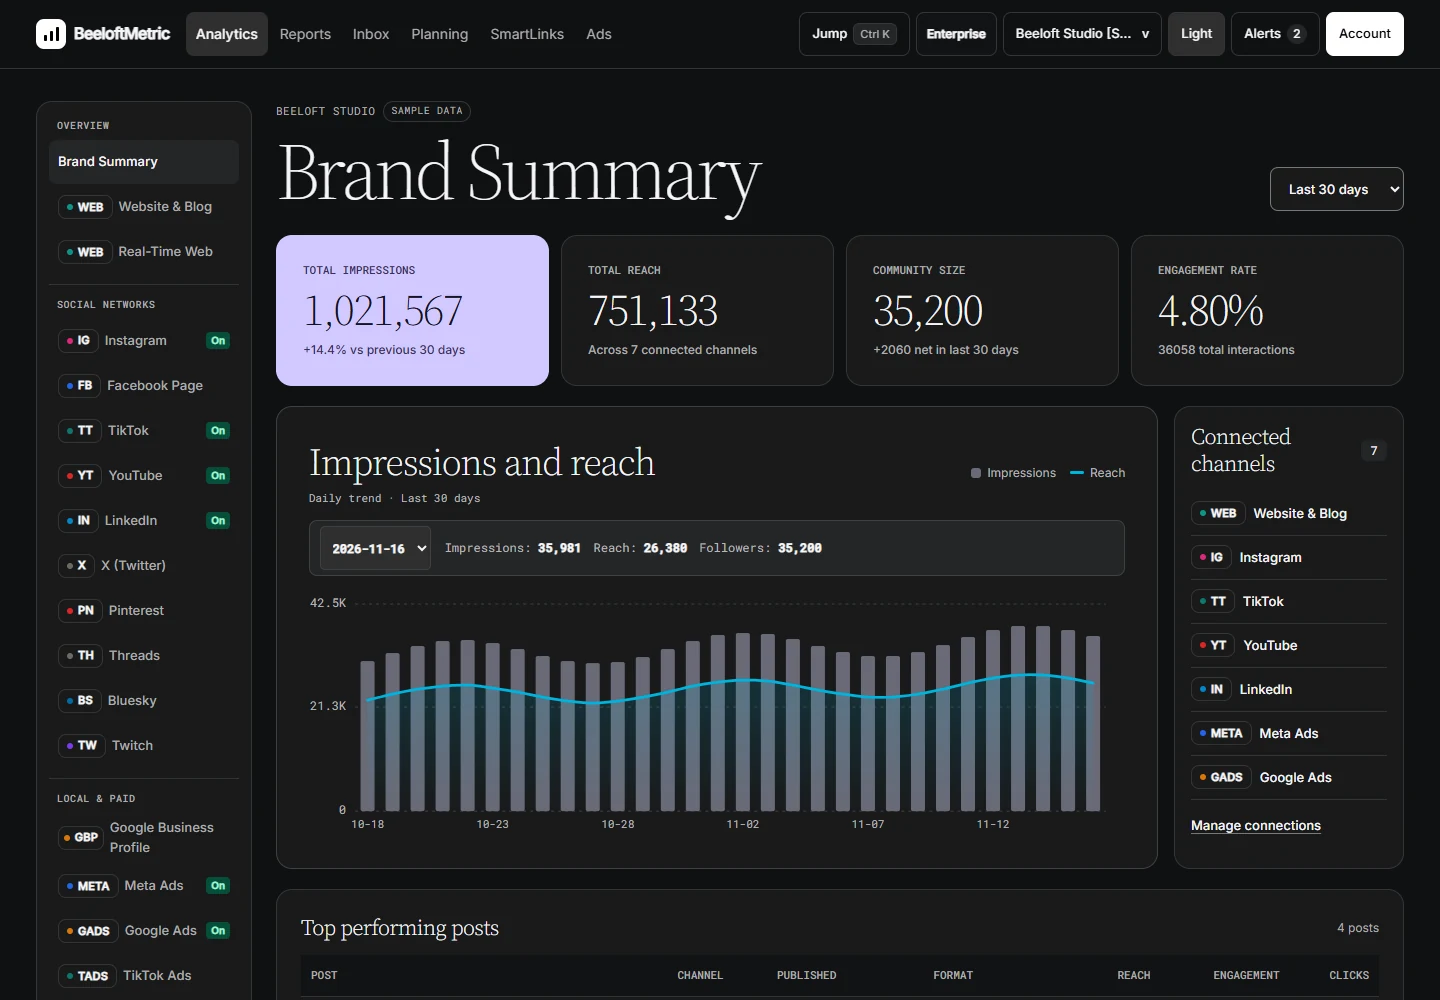 BeeloftMetric
Analytics
Reports
Inbox
Planning
SmartLinks
Ads
Jump Ctrl K
Enterprise
Beeloft Studio [S... v
Light
Alerts 2
Account
OVERVIEW
Brand Summary
WEB Website & Blog
WEB Real-Time Web
SOCIAL NETWORKS
IG Instagram On
FB Facebook Page
TT TikTok On
YT YouTube On
IN LinkedIn On
X X (Twitter)
PN Pinterest
TH Threads
BS Bluesky
TW Twitch
LOCAL & PAID
GBP Google Business
Profile
META Meta Ads On
GADS Google Ads On
TADS TikTok Ads
BEELOFT STUDIO SAMPLE DATA
Brand Summary
Last 30 days
TOTAL IMPRESSIONS
1,021,567
+14.4% vs previous 30 days
TOTAL REACH
751,133
Across 7 connected channels
COMMUNITY SIZE
35,200
+2060 net in last 30 days
ENGAGEMENT RATE
4.80%
36058 total interactions
Impressions and reach
Daily trend · Last 30 days
Impressions Reach
2026-11-16 Impressions: 35,981 Reach: 26,380 Followers: 35,200
42.5K
21.3K
0
10-18 10-23 10-28 11-02 11-07 11-12
Connected
channels
7
WEB Website & Blog
IG Instagram
TT TikTok
YT YouTube
IN LinkedIn
META Meta Ads
GADS Google Ads
Manage connections
Top performing posts
4 posts
POST CHANNEL PUBLISHED FORMAT REACH ENGAGEMENT CLICKS